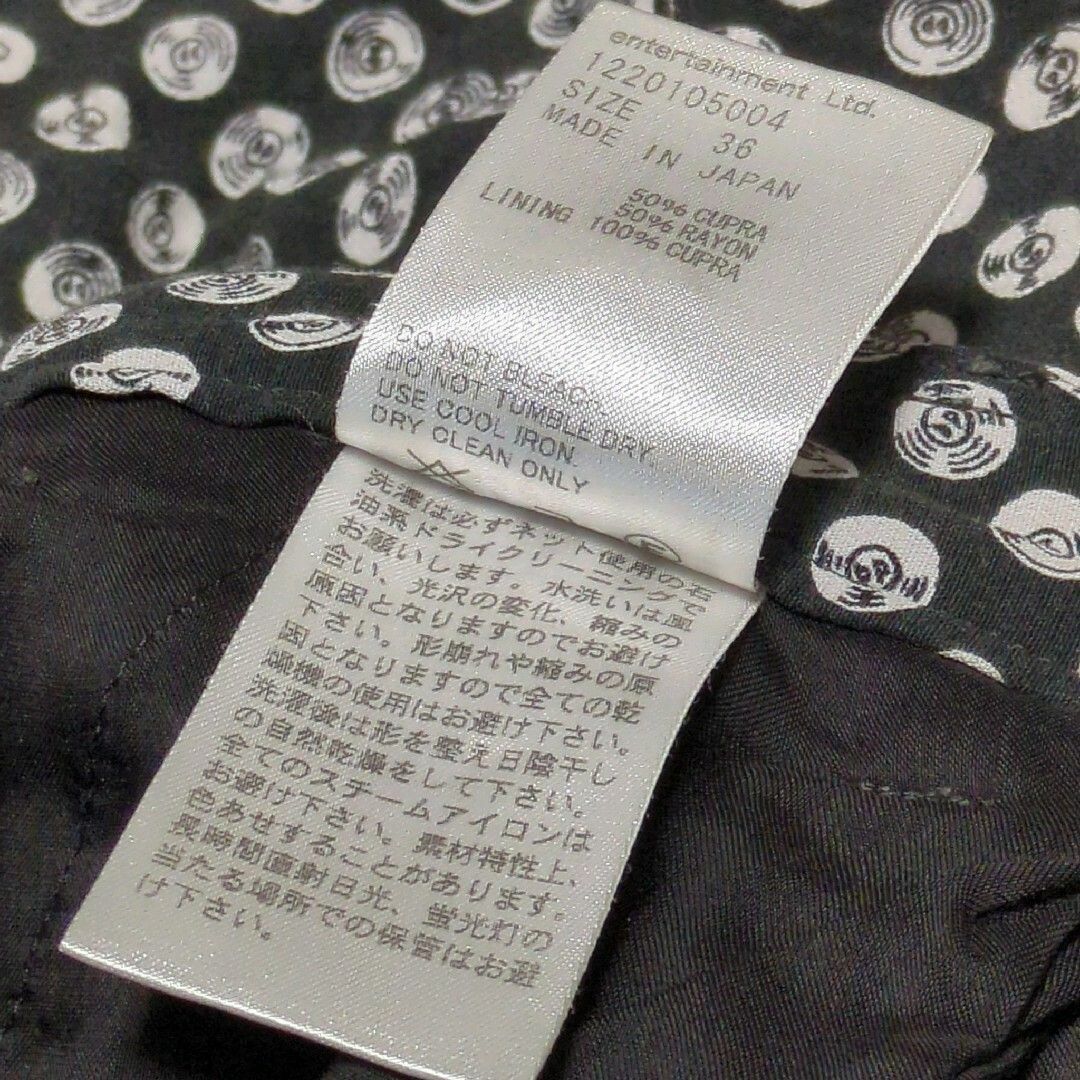 entertainment Ltd.
1220105004
SIZE 36
MADE IN JAPAN
50% CUPRA
50% RAYON
LINING 100% CUPRA
DO NOT BLEACH.
DO NOT TUMBLE DRY.
USE COOL IRON.
DRY CLEAN ONLY
洗濯は必ずネット使用の石
油系ドライクリーニングで
お願いします。水洗いは風
合い、光沢の変化、縮みの
原因となりますのでお避け
下さい。形崩れや縮みの原
因となりますので全ての乾
燥機の使用はお避け下さい。
洗濯後は形を整え日陰干し
の自然乾燥をして下さい。
全てのスチームアイロンは
お避け下さい。素材特性上、
色あせすることがあります。
長時間直射日光、蛍光灯の
当たる場所での保管はお避
け下さい。